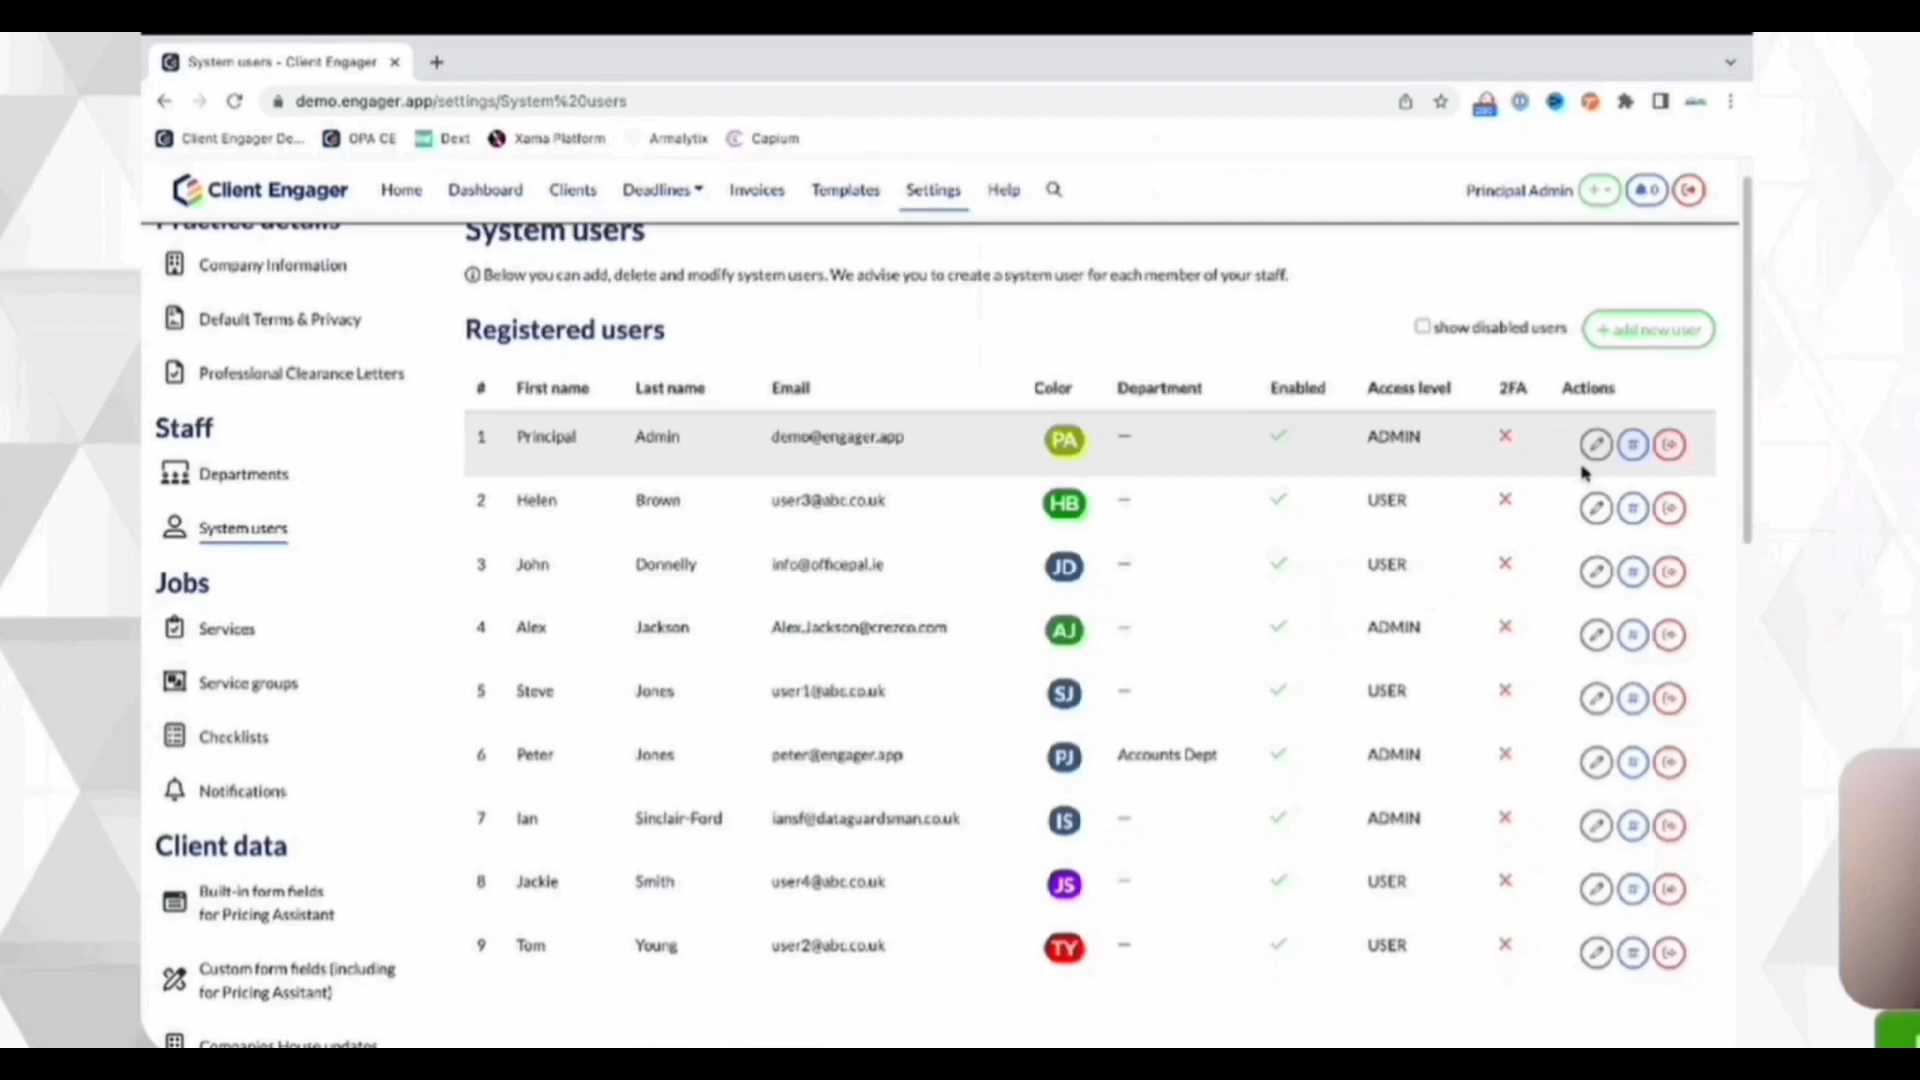 System users - Client Engager
demo.engager.app/settings/System%20users
Client Engager De... OPA CE Dext Xama Platform Armalytix Capium
Client Engager Home Dashboard Clients Deadlines Invoices Templates Settings Help Principal Admin + 0
Practice details
Company Information
Default Terms & Privacy
Professional Clearance Letters
Staff
Departments
System users
Jobs
Services
Service groups
Checklists
Notifications
Client data
Built-in form fields
for Pricing Assistant
Custom form fields (including
for Pricing Assitant)
Companies House updates
System users
Below you can add, delete and modify system users. We advise you to create a system user for each member of your staff.
Registered users show disabled users + add new user
# First name Last name Email Color Department Enabled Access level 2FA Actions
1 Principal Admin demo@engager.app PA — ADMIN
2 Helen Brown user3@abc.co.uk HB — USER
3 John Donnelly info@officepal.ie JD — USER
4 Alex Jackson Alex.Jackson@crezco.com AJ — ADMIN
5 Steve Jones user1@abc.co.uk SJ — USER
6 Peter Jones peter@engager.app PJ Accounts Dept ADMIN
7 Ian Sinclair-Ford iansf@dataguardsman.co.uk IS — ADMIN
8 Jackie Smith user4@abc.co.uk JS — USER
9 Tom Young user2@abc.co.uk TY — USER